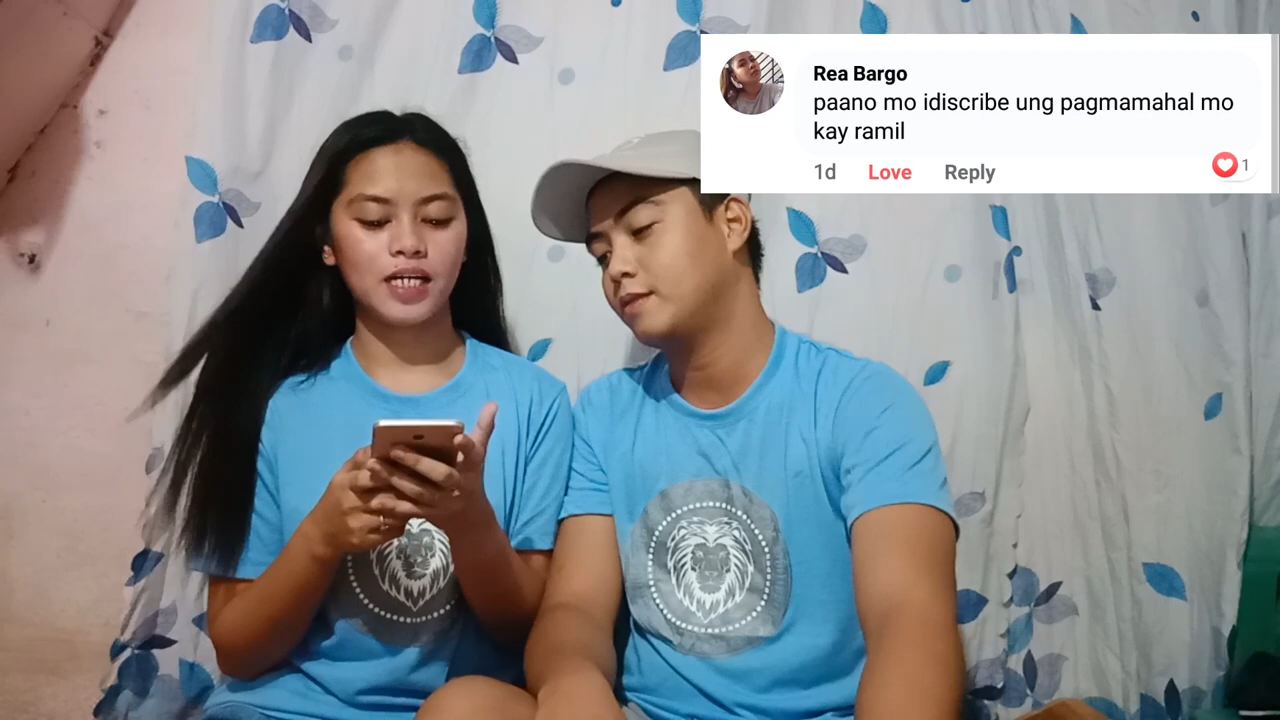 Rea Bargo
paano mo idiscribe ung pagmamahal mo
kay ramil
1d Love Reply
1